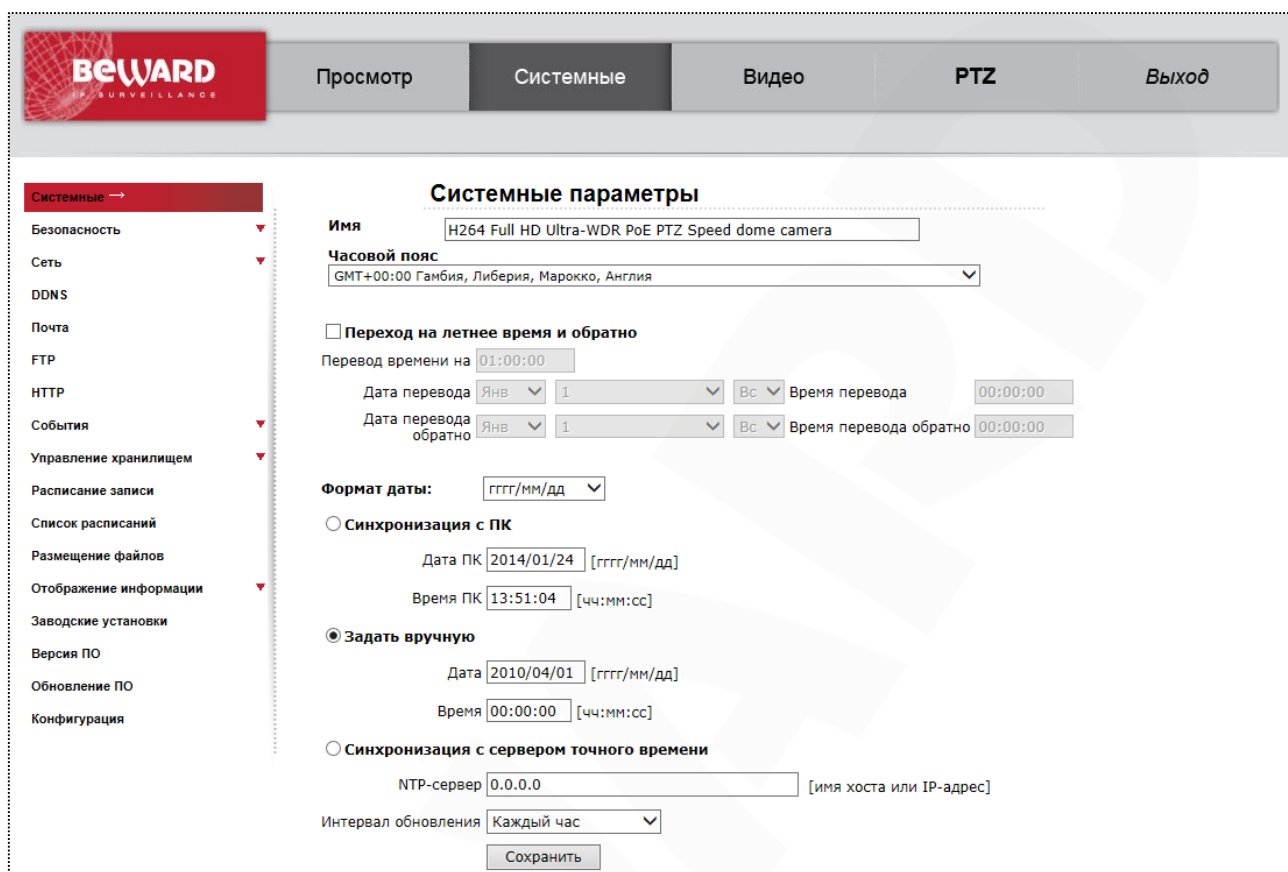 BEWARD
IP SURVEILLANCE
Просмотр
Системные
Видео
PTZ
Выход
Системные →
Безопасность
Сеть
DDNS
Почта
FTP
HTTP
События
Управление хранилищем
Расписание записи
Список расписаний
Размещение файлов
Отображение информации
Заводские установки
Версия ПО
Обновление ПО
Конфигурация
Системные параметры
Имя H264 Full HD Ultra-WDR PoE PTZ Speed dome camera
Часовой пояс
GMT+00:00 Гамбия, Либерия, Марокко, Англия
Переход на летнее время и обратно
Перевод времени на 01:00:00
Дата перевода Янв 1 Вс Время перевода 00:00:00
Дата перевода
обратно Янв 1 Вс Время перевода обратно 00:00:00
Формат даты: гггг/мм/дд
Синхронизация с ПК
Дата ПК 2014/01/24 [гггг/мм/дд]
Время ПК 13:51:04 [чч:мм:сс]
Задать вручную
Дата 2010/04/01 [гггг/мм/дд]
Время 00:00:00 [чч:мм:сс]
Синхронизация с сервером точного времени
NTP-сервер 0.0.0.0 [имя хоста или IP-адрес]
Интервал обновления Каждый час
Сохранить